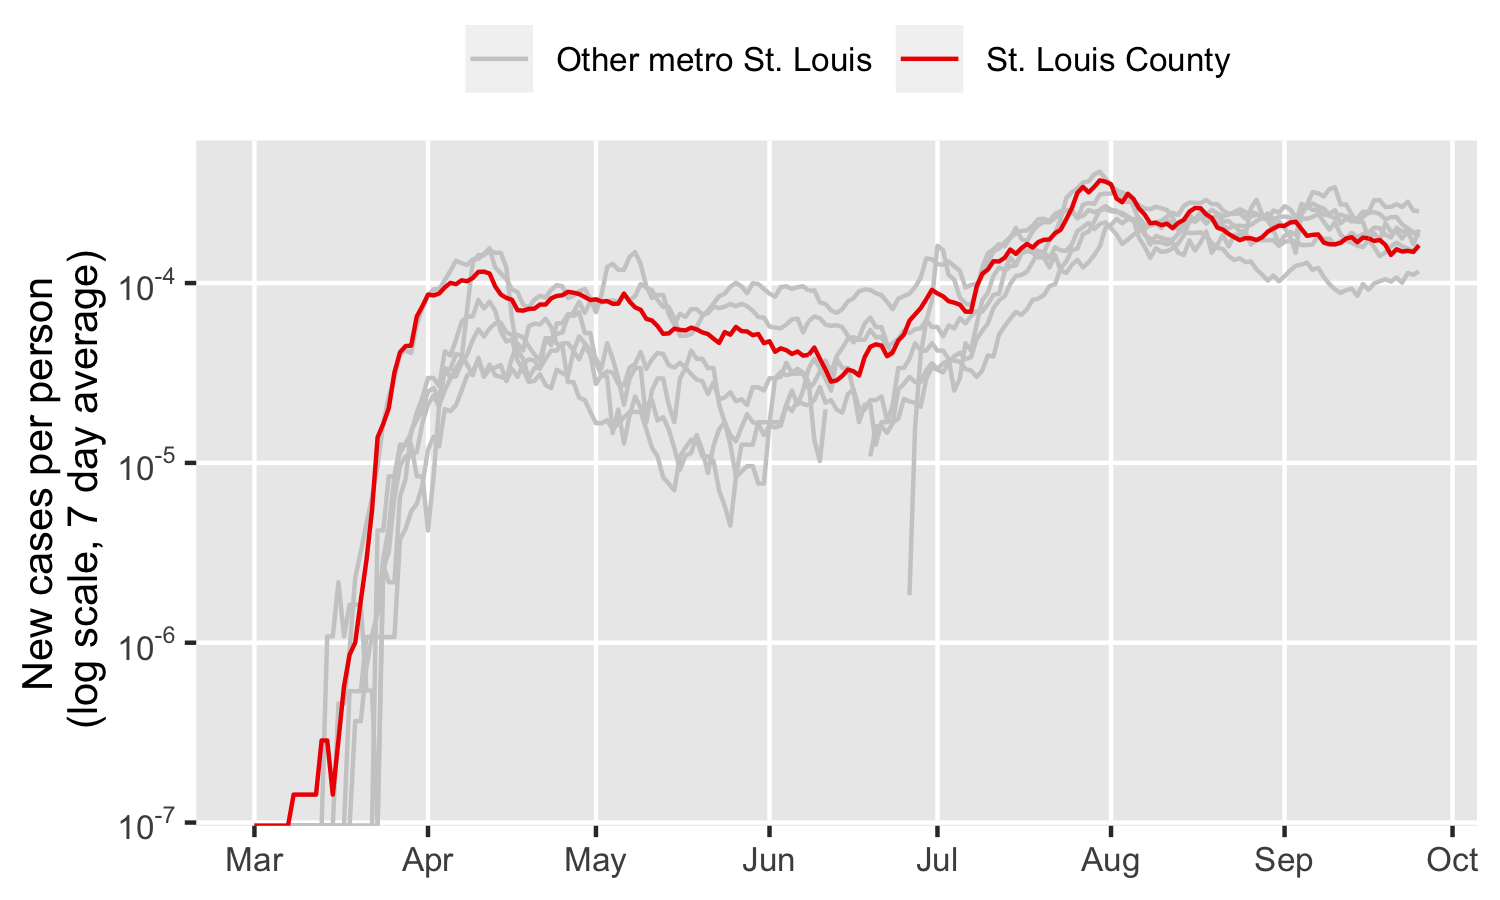 Other metro St. Louis St. Louis County
New cases per person
(log scale, 7 day average)
10⁻⁴
10⁻⁵
10⁻⁶
10⁻⁷
Mar Apr May Jun Jul Aug Sep Oct